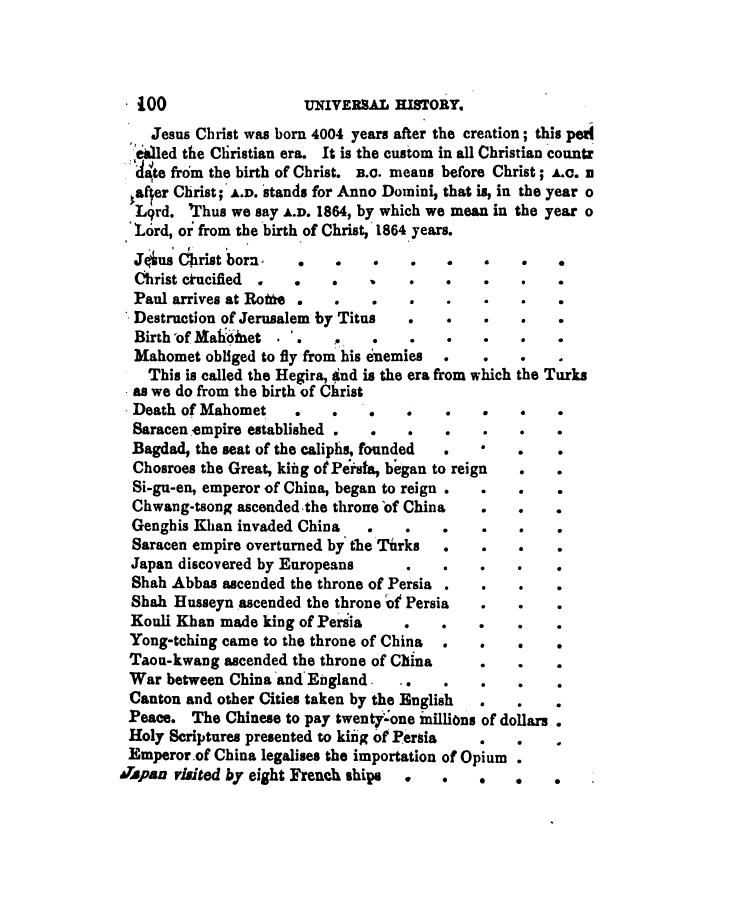 100 UNIVERSAL HISTORY.
Jesus Christ was born 4004 years after the creation; this peri
called the Christian era. It is the custom in all Christian countr
date from the birth of Christ. B.C. means before Christ; A.C. n
after Christ; A.D. stands for Anno Domini, that is, in the year o
Lord. Thus we say A.D. 1864, by which we mean in the year o
Lord, or from the birth of Christ, 1864 years.
Jesus Christ born . . . . . . . .
Christ crucified . . . . . . . . .
Paul arrives at Rome . . . . . . . .
Destruction of Jerusalem by Titus . . . . .
Birth of Mahomet . . . . . . . .
Mahomet obliged to fly from his enemies . . . .
This is called the Hegira, and is the era from which the Turks
as we do from the birth of Christ
Death of Mahomet . . . . . . . .
Saracen empire established . . . . . . .
Bagdad, the seat of the caliphs, founded . . . .
Chosroes the Great, king of Persia, began to reign . .
Si-gu-en, emperor of China, began to reign . . . .
Chwang-tsong ascended the throne of China . . .
Genghis Khan invaded China . . . . . .
Saracen empire overturned by the Turks . . . .
Japan discovered by Europeans . . . . .
Shah Abbas ascended the throne of Persia . . . .
Shah Husseyn ascended the throne of Persia . . .
Kouli Khan made king of Persia . . . . .
Yong-tching came to the throne of China . . . .
Taou-kwang ascended the throne of China . . .
War between China and England . . . . .
Canton and other Cities taken by the English . . .
Peace. The Chinese to pay twenty-one millions of dollars .
Holy Scriptures presented to king of Persia . . .
Emperor of China legalises the importation of Opium .
Japan visited by eight French ships . . . . .